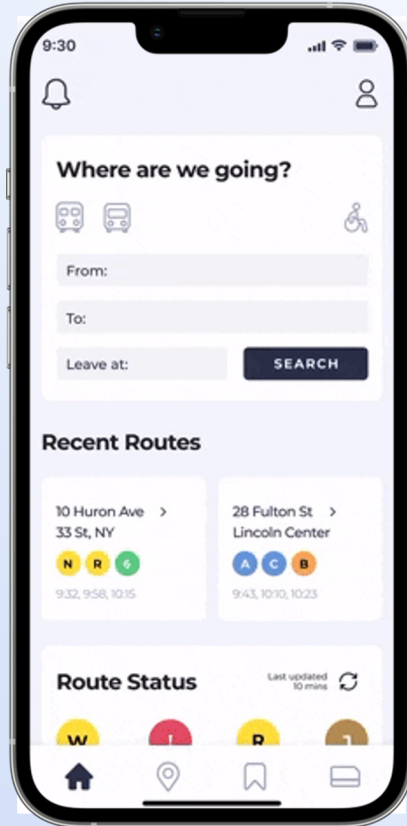 9:30
Where are we going?
From:
To:
Leave at:
SEARCH
Recent Routes
10 Huron Ave >
33 St, NY
N R 6
9:32, 9:58, 10:15
28 Fulton St >
Lincoln Center
A C B
9:43, 10:10, 10:23
Route Status
Last updated
10 mins
W R J